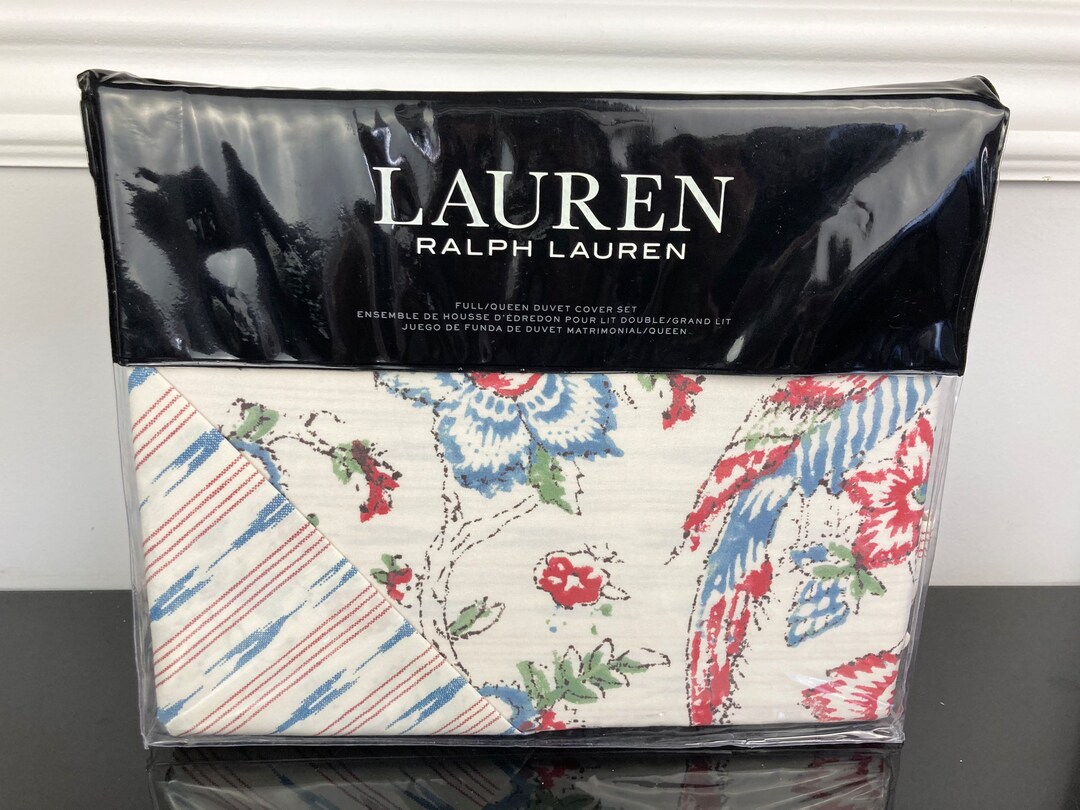 LAUREN
RALPH LAUREN
FULL/QUEEN DUVET COVER SET
ENSEMBLE DE HOUSSE D'ÉDREDON POUR LIT DOUBLE/GRAND LIT
JUEGO DE FUNDA DE DUVET MATRIMONIAL/QUEEN